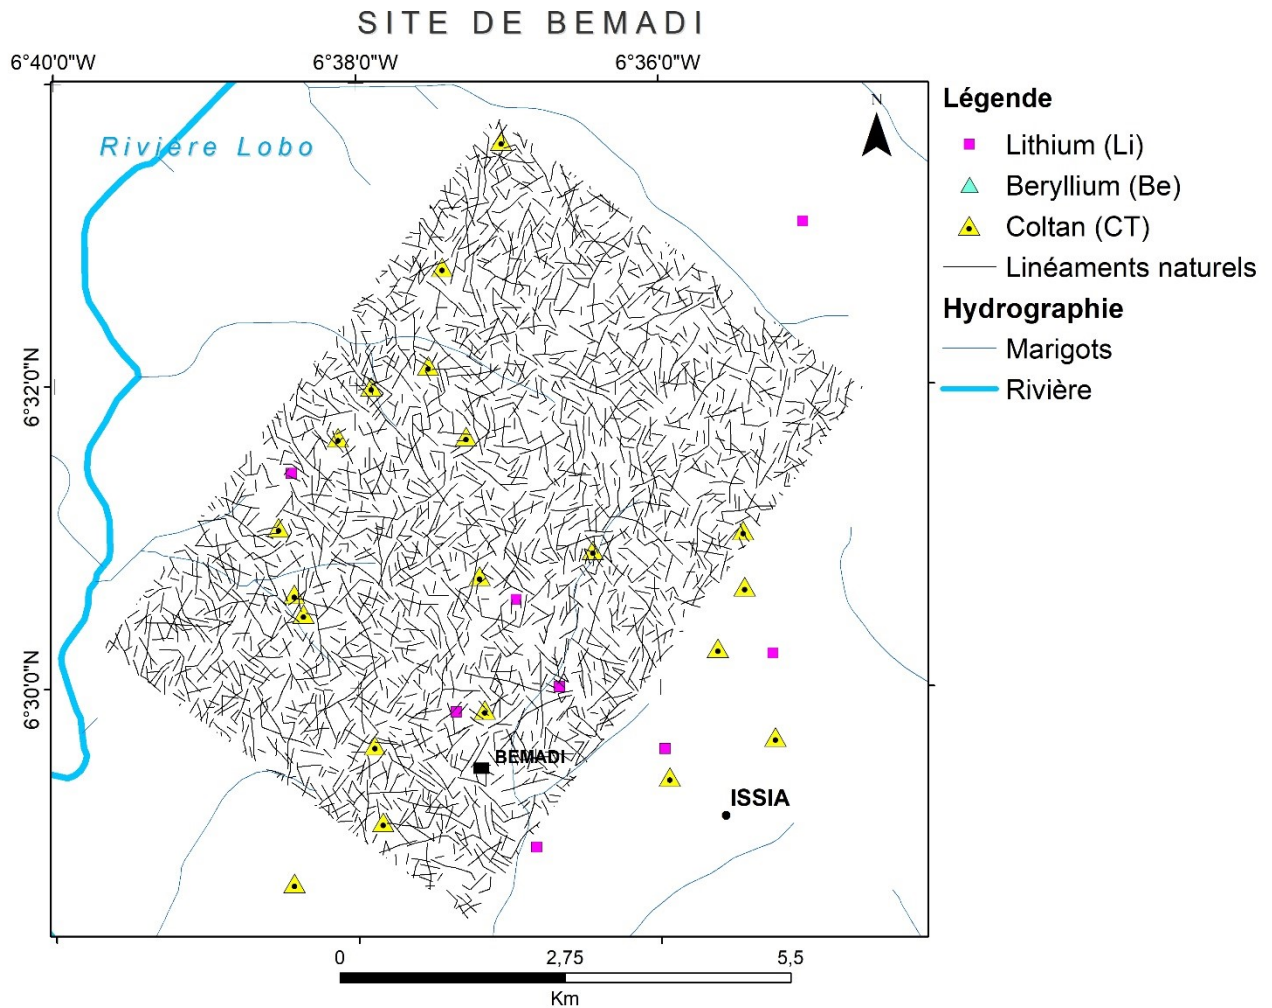 SITE DE BEMADI
6°40'0"W
6°38'0"W
6°36'0"W
N
Rivière Lobo
6°32'0"N
6°30'0"N
BEMADI
ISSIA
Légende
Lithium (Li)
Beryllium (Be)
Coltan (CT)
Linéaments naturels
Hydrographie
Marigots
Rivière
0
2,75
5,5
Km